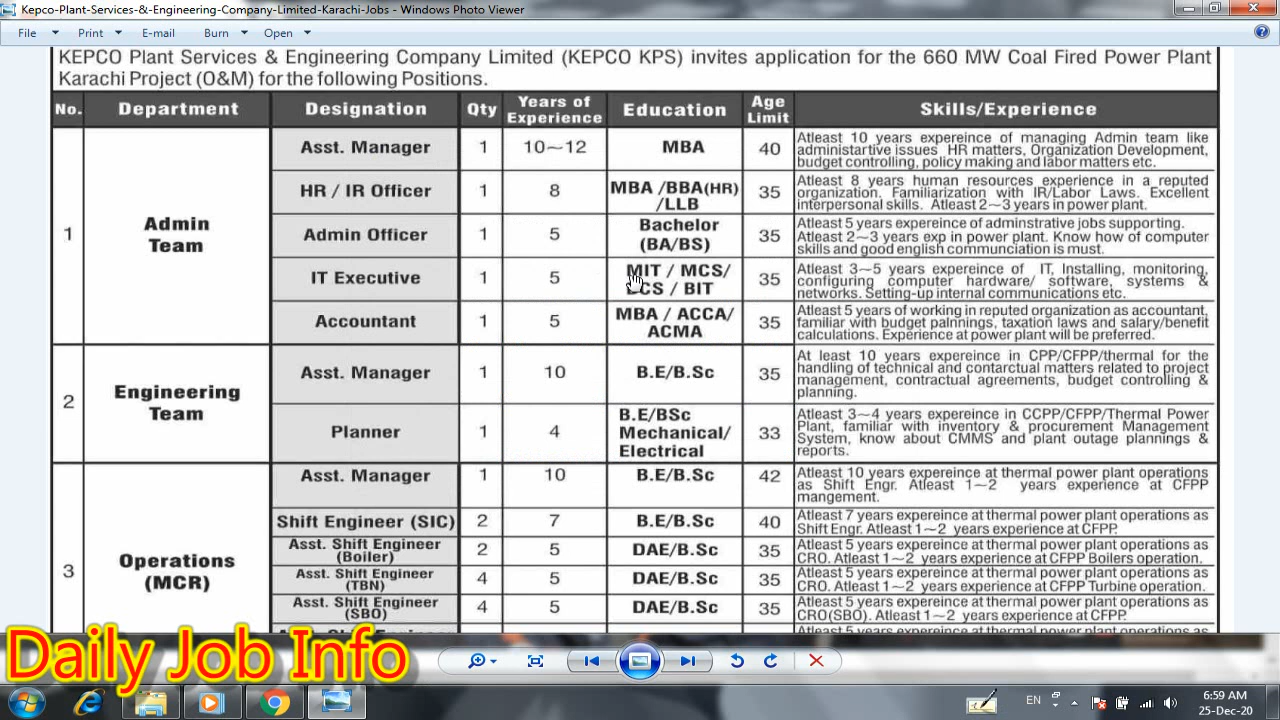 Kepco-Plant-Services-&-Engineering-Company-Limited-Karachi-Jobs - Windows Photo Viewer
File Print E-mail Burn Open
KEPCO Plant Services & Engineering Company Limited (KEPCO KPS) invites application for the 660 MW Coal Fired Power Plant
Karachi Project (O&M) for the following Positions.
No. Department Designation Qty Years of Experience Education Age Limit Skills/Experience
1 Admin Team
Asst. Manager 1 10~12 MBA 40
Atleast 10 years expereince of managing Admin team like
administartive issues HR matters, Organization Development,
budget controlling, policy making and labor matters etc.
HR / IR Officer 1 8 MBA /BBA(HR) /LLB 35
Atleast 8 years human resources experience in a reputed
organization. Familiarization with IR/Labor Laws. Excellent
interpersonal skills. Atleast 2~3 years in power plant.
Admin Officer 1 5 Bachelor (BA/BS) 35
Atleast 5 years expereince of adminstrative jobs supporting.
Atleast 2~3 years exp in power plant. Know how of computer
skills and good english communciation is must.
IT Executive 1 5 MIT / MCS/ BCS / BIT 35
Atleast 3~5 years expereince of IT, Installing, monitoring,
configuring computer hardware/ software, systems &
networks. Setting-up internal communications etc.
Accountant 1 5 MBA / ACCA/ ACMA 35
Atleast 5 years of working in reputed organization as accountant,
familiar with budget palnnings, taxation laws and salary/benefit
calculations. Experience at power plant will be preferred.
2 Engineering Team
Asst. Manager 1 10 B.E/B.Sc 35
At least 10 years expereince in CPP/CFPP/thermal for the
handling of technical and contarctual matters related to project
management, contractual agreements, budget controlling &
planning.
Planner 1 4 B.E/BSc Mechanical/ Electrical 33
Atleast 3~4 years expereince in CCPP/CFPP/Thermal Power
Plant, familiar with inventory & procurement Management
System, know about CMMS and plant outage plannings &
reports.
3 Operations (MCR)
Asst. Manager 1 10 B.E/B.Sc 42
Atleast 10 years expereince at thermal power plant operations
as Shift Engr. Atleast 1~2 years experience at CFPP
mangement.
Shift Engineer (SIC) 2 7 B.E/B.Sc 40
Atleast 7 years expereince at thermal power plant operations as
Shift Engr. Atleast 1~2 years experience at CFPP.
Asst. Shift Engineer (Boiler) 2 5 DAE/B.Sc 35
Atleast 5 years expereince at thermal power plant operations as
CRO. Atleast 1~2 years experience at CFPP Boilers operation.
Asst. Shift Engineer (TBN) 4 5 DAE/B.Sc 35
Atleast 5 years expereince at thermal power plant operations as
CRO. Atleast 1~2 years experience at CFPP Turbine operation.
Asst. Shift Engineer (SBO) 4 5 DAE/B.Sc 35
Atleast 5 years expereince at thermal power plant operations as
CRO(SBO). Atleast 1~2 years experience at CFPP.
Atleast 5 years expereince at thermal power plant operations as
Daily Job Info
EN
6:59 AM
25-Dec-20